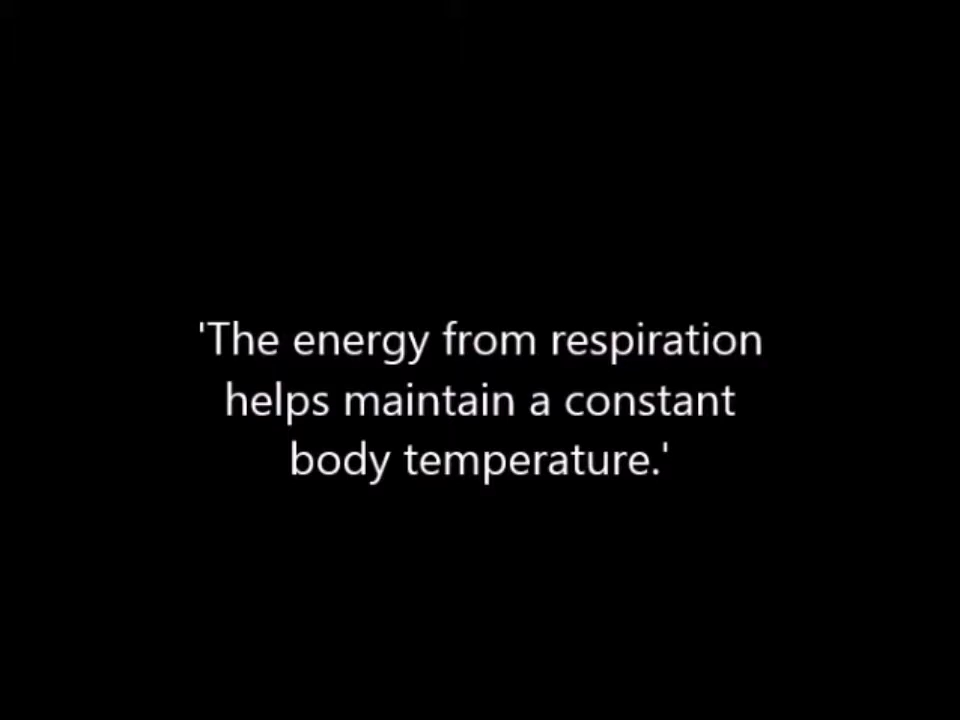 'The energy from respiration
helps maintain a constant
body temperature.'